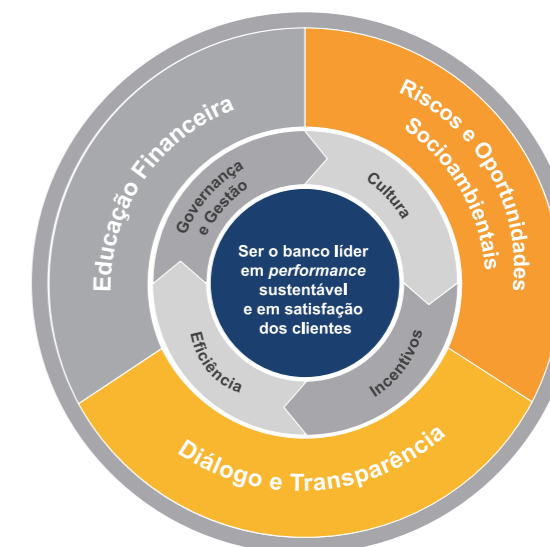 Educação Financeira
Riscos e Oportunidades
Socioambientais
Governança
e Gestão
Cultura
Ser o banco líder
em performance
sustentável
e em satisfação
dos clientes
Eficiência
Incentivos
Diálogo e Transparência